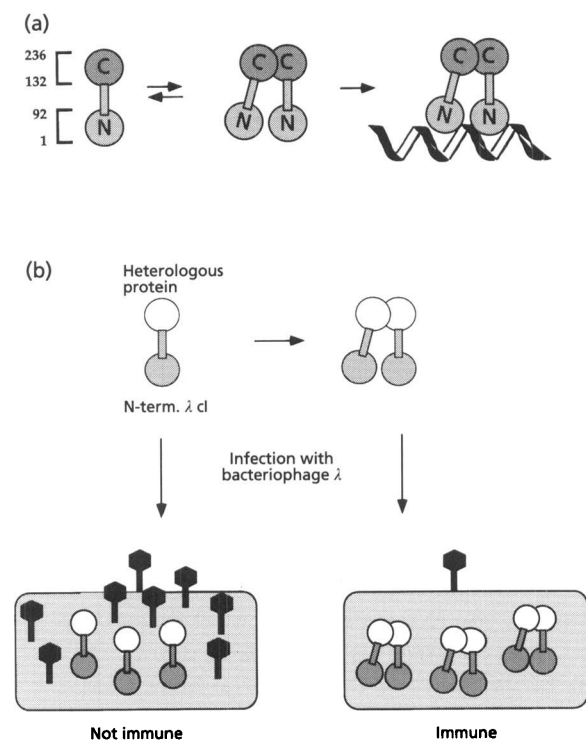 (a)
236
132
92
1
C
N
C C
N N
C C
N N
(b)
Heterologous
protein
N-term. λ cI
Infection with
bacteriophage λ
Not immune
Immune